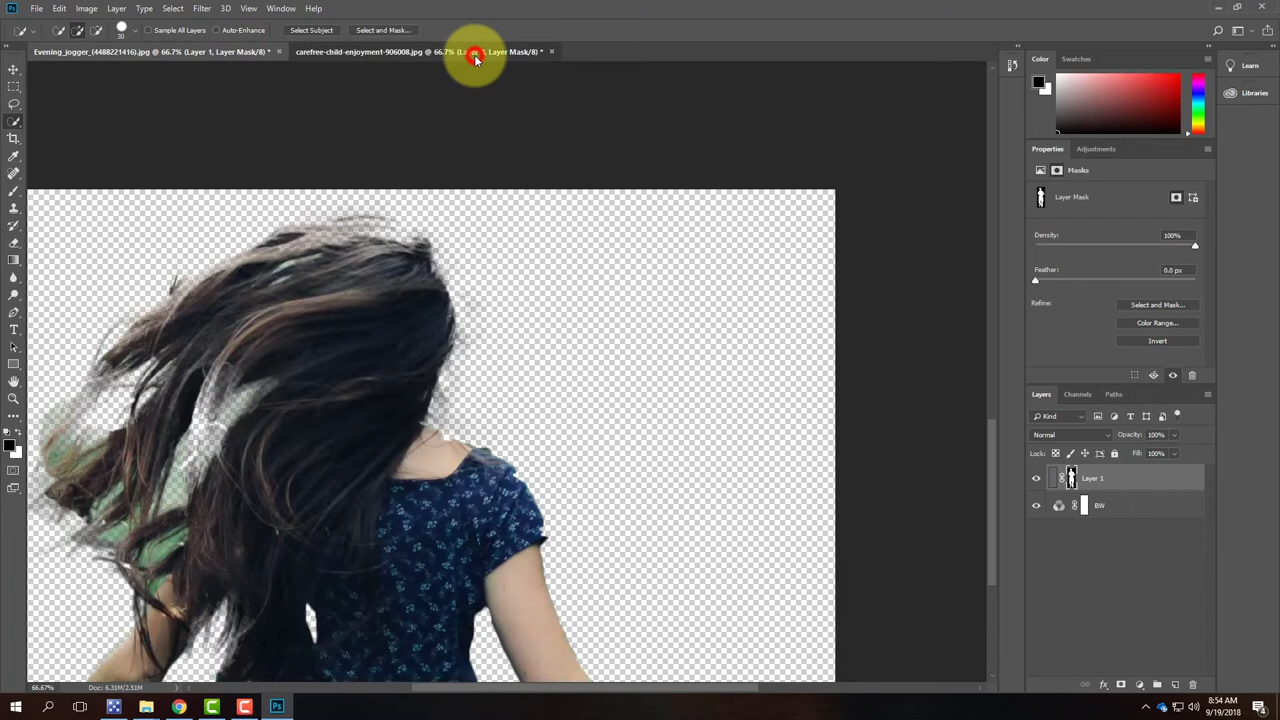 File Edit Image Layer Type Select Filter 3D View Window Help
30 Sample All Layers Auto-Enhance Select Subject Select and Mask...
Evening_jogger_(4488221416).jpg @ 66.7% (Layer 1, Layer Mask/8) * carefree-child-enjoyment-906008.jpg @ 66.7% (Layer Mask/8) *
Color Swatches
Learn
Libraries
Properties Adjustments
Masks
Layer Mask
Density: 100%
Feather: 0.0 px
Refine: Select and Mask...
Color Range...
Invert
Layers Channels Paths
Kind
Normal Opacity: 100%
Lock: Fill: 100%
Layer 1
BW
66.67% Doc: 6.31M/2.51M
Ps
8:54 AM
9/19/2018
4